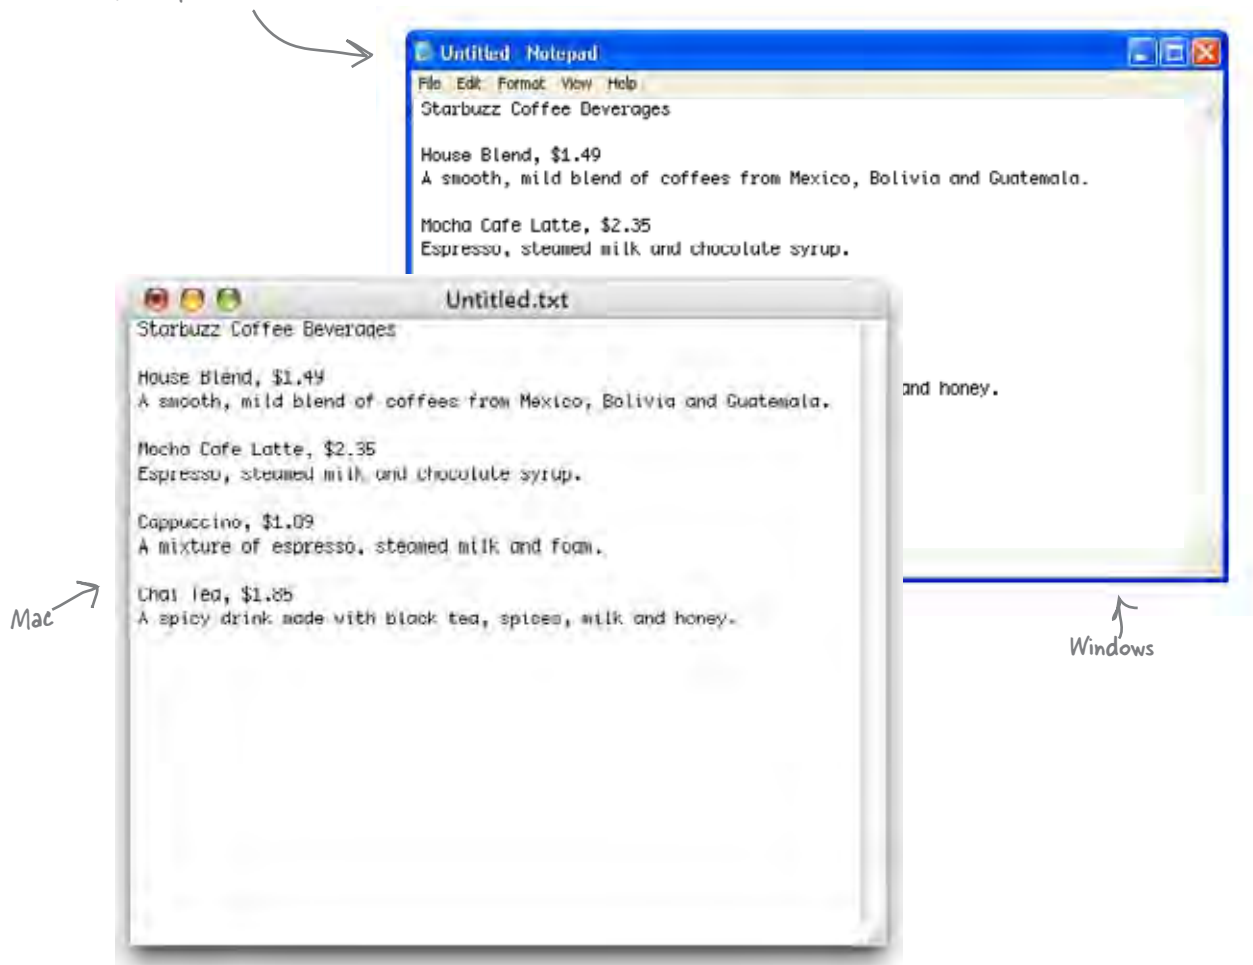 Untitled Notepad
File Edit Format View Help
Starbuzz Coffee Beverages
House Blend, $1.49
A smooth, mild blend of coffees from Mexico, Bolivia and Guatemala.
Mocha Cafe Latte, $2.35
Espresso, steamed milk and chocolate syrup.
and honey.
Untitled.txt
Starbuzz Coffee Beverages
House Blend, $1.49
A smooth, mild blend of coffees from Mexico, Bolivia and Guatemala.
Mocha Cafe Latte, $2.35
Espresso, steamed milk and chocolate syrup.
Cappuccino, $1.89
A mixture of espresso, steamed milk and foam.
Chai Tea, $1.85
A spicy drink made with black tea, spices, milk and honey.
Mac
Windows